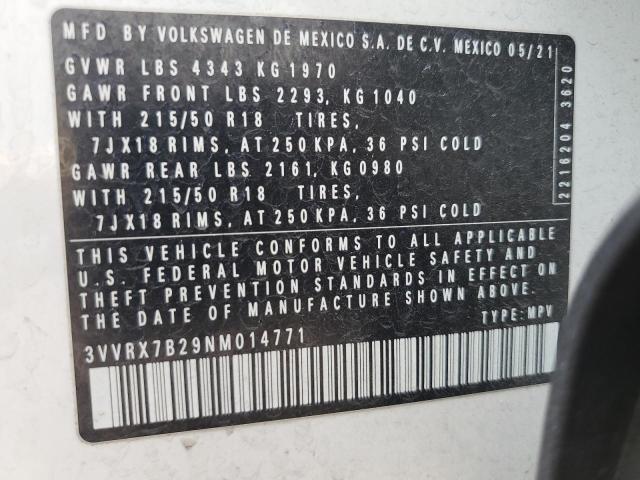 MFD BY VOLKSWAGEN DE MEXICO S.A. DE C.V. MEXICO 05/21
GVWR LBS 4343 KG 1970
GAWR FRONT LBS 2293, KG 1040
WITH 215/50 R18 TIRES,
7JX18 RIMS, AT 250 KPA, 36 PSI COLD
GAWR REAR LBS 2161, KG 0980
WITH 215/50 R18 TIRES,
7JX18 RIMS, AT 250 KPA, 36 PSI COLD
2216204 3620
THIS VEHICLE CONFORMS TO ALL APPLICABLE
U.S. FEDERAL MOTOR VEHICLE SAFETY AND
THEFT PREVENTION STANDARDS IN EFFECT ON
THE DATE OF MANUFACTURE SHOWN ABOVE.
TYPE: MPV
3VVRX7B29NM014771